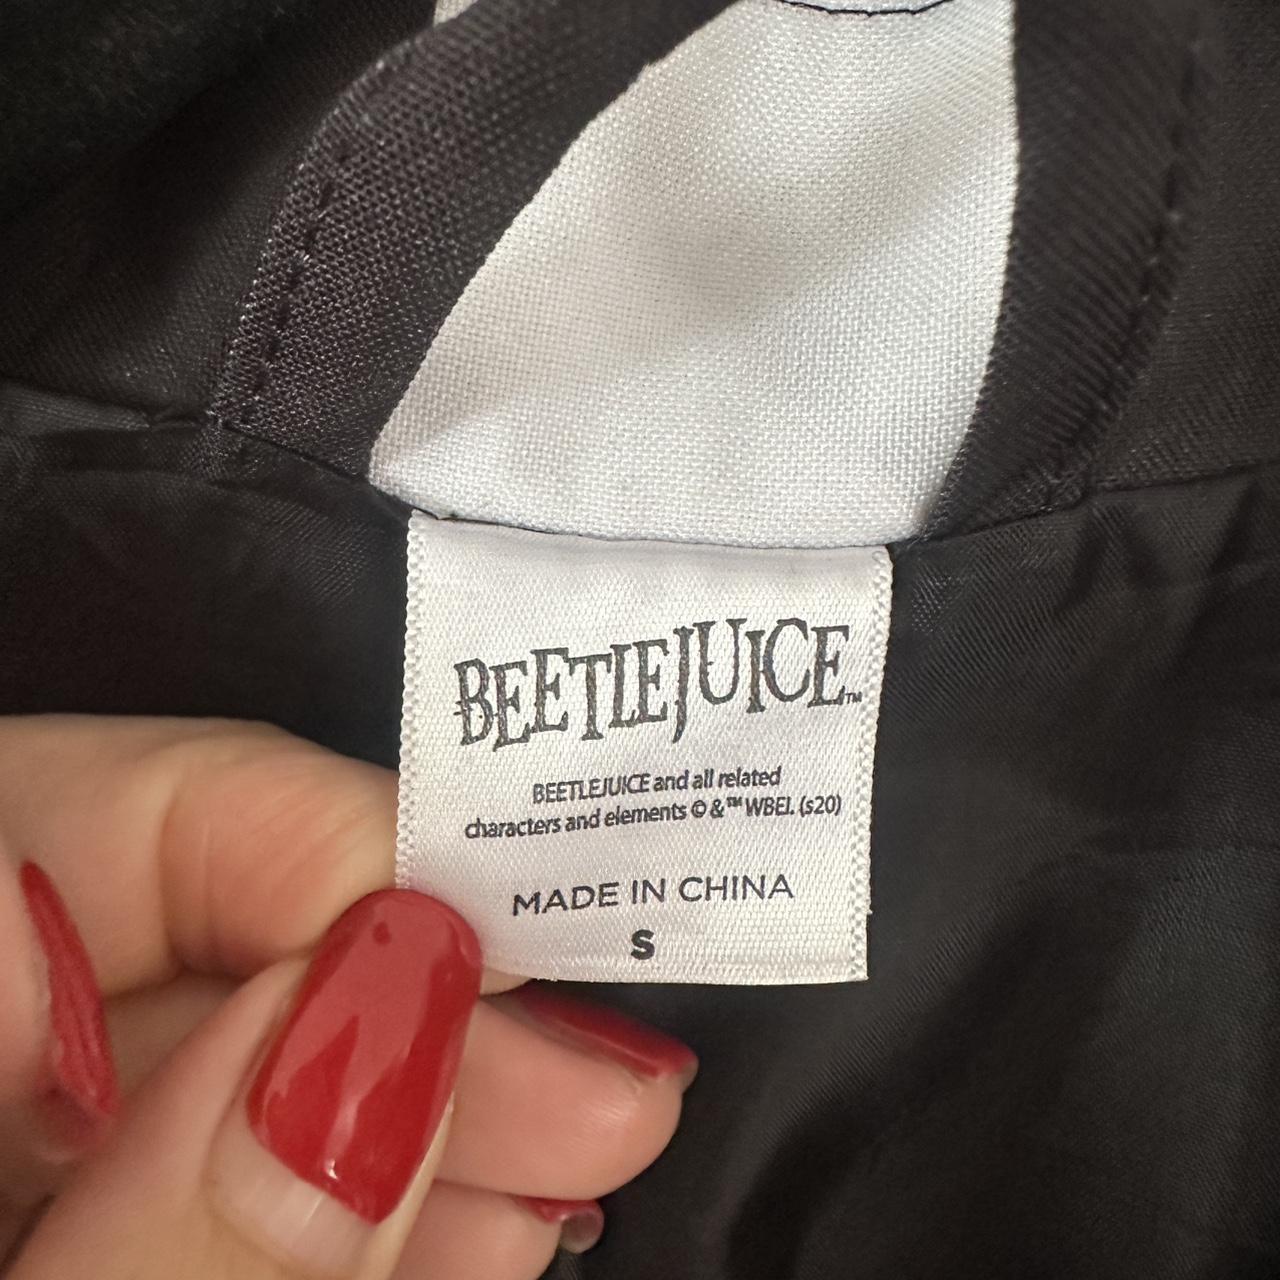 BEETLEJUICE™
BEETLEJUICE and all related
characters and elements © & ™ WBEI. (s20)
MADE IN CHINA
S